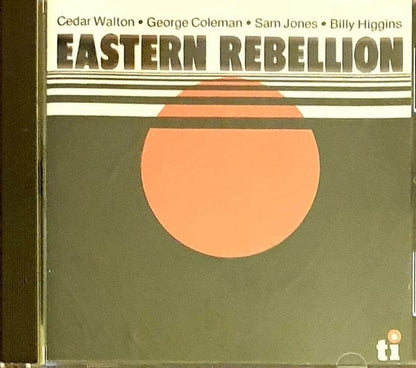 Cedar Walton • George Coleman • Sam Jones • Billy Higgins
EASTERN REBELLION
ti